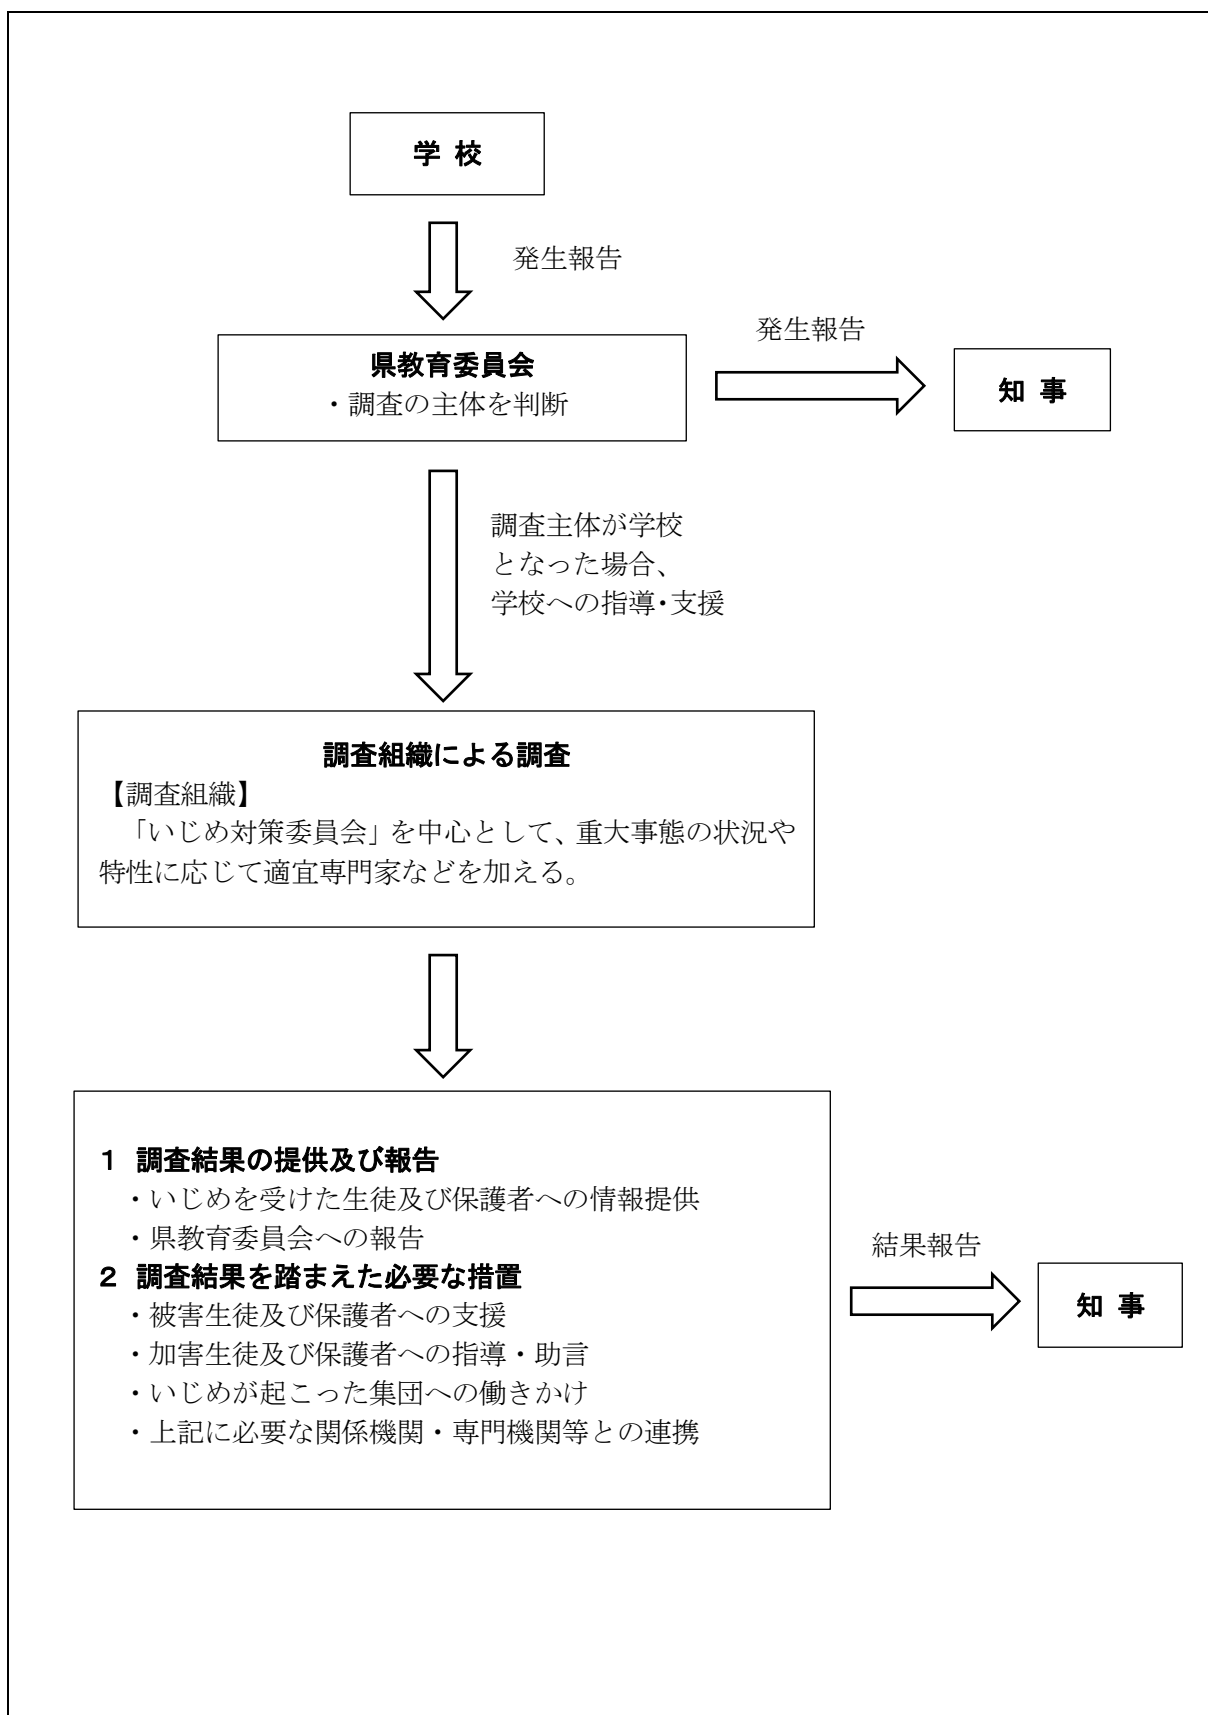 学 校
発生報告
発生報告
県教育委員会
・調査の主体を判断
知 事
調査主体が学校
となった場合、
学校への指導・支援
調査組織による調査
【調査組織】
「いじめ対策委員会」を中心として、重大事態の状況や
特性に応じて適宜専門家などを加える。
1 調査結果の提供及び報告
・いじめを受けた生徒及び保護者への情報提供
・県教育委員会への報告
2 調査結果を踏まえた必要な措置
・被害生徒及び保護者への支援
・加害生徒及び保護者への指導・助言
・いじめが起こった集団への働きかけ
・上記に必要な関係機関・専門機関等との連携
結果報告
知 事